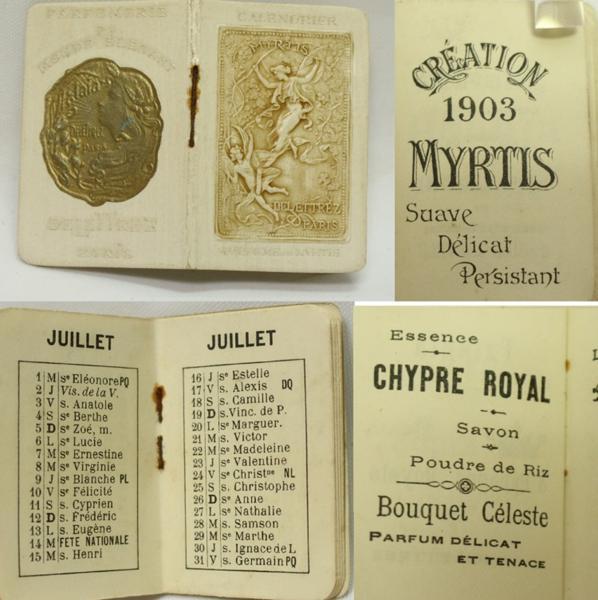 PARFUMERIE
CALENDRIER
MYRTIS
DELETTREZ
PARIS
CRÉATION
1903
MYRTIS
Suave
Délicat
Persistant
JUILLET
1 M sᵉ Eléonore PQ
2 J Vis. de la V.
3 V s. Anatole
4 S sᵉ Berthe
5 D sᵉ Zoé, m.
6 L sᵉ Lucie
7 M sᵉ Ernestine
8 M sᵉ Virginie
9 J sᵉ Blanche PL
10 V sᵉ Félicité
11 S s. Cyprien
12 D s. Frédéric
13 L s. Eugène
14 M FETE NATIONALE
15 M s. Henri
JUILLET
16 J sᵉ Estelle
17 V s. Alexis DQ
18 S s. Camille
19 D s. Vinc. de P.
20 L sᵉ Marguer.
21 M s. Victor
22 M sᵉ Madeleine
23 J s. Valentine
24 V sᵉ Christⁿᵉ NL
25 S s. Christophe
26 D sᵉ Anne
27 L sᵉ Nathalie
28 M s. Samson
29 M sᵉ Marthe
30 J s. Ignace de L
31 V s. Germain PQ
Essence
CHYPRE ROYAL
Savon
Poudre de Riz
Bouquet Céleste
PARFUM DÉLICAT
ET TENACE